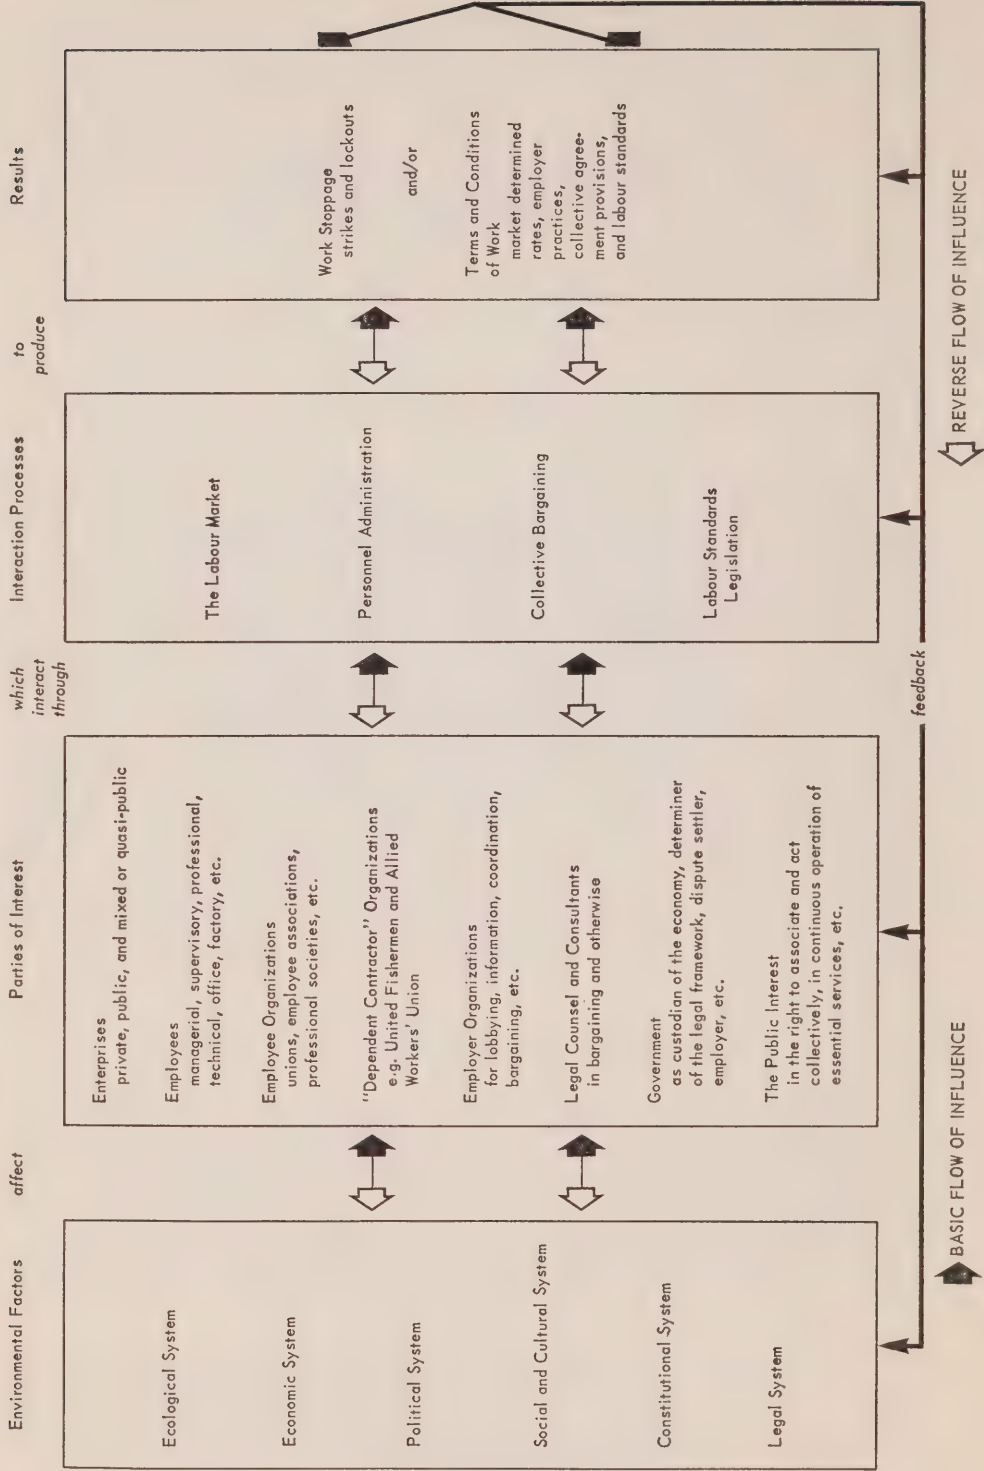 Environmental Factors
affect
Parties of Interest
which
interact
through
Interaction Processes
to
produce
Results
Ecological System
Economic System
Political System
Social and Cultural System
Constitutional System
Legal System
Enterprises
private, public, and mixed or quasi-public
Employees
managerial, supervisory, professional,
technical, office, factory, etc.
Employee Organizations
unions, employee associations,
professional societies, etc.
"Dependent Contractor" Organizations
e.g. United Fishermen and Allied
Workers' Union
Employer Organizations
for lobbying, information, coordination,
bargaining, etc.
Legal Counsel and Consultants
in bargaining and otherwise
Government
as custodian of the economy, determiner
of the legal framework, dispute settler,
employer, etc.
The Public Interest
in the right to associate and act
collectively, in continuous operation of
essential services, etc.
The Labour Market
Personnel Administration
Collective Bargaining
Labour Standards
Legislation
Work Stoppage
strikes and lockouts
and/or
Terms and Conditions
of Work
market determined
rates, employer
practices,
collective agree-
ment provisions,
and labour standards
feedback
BASIC FLOW OF INFLUENCE
REVERSE FLOW OF INFLUENCE